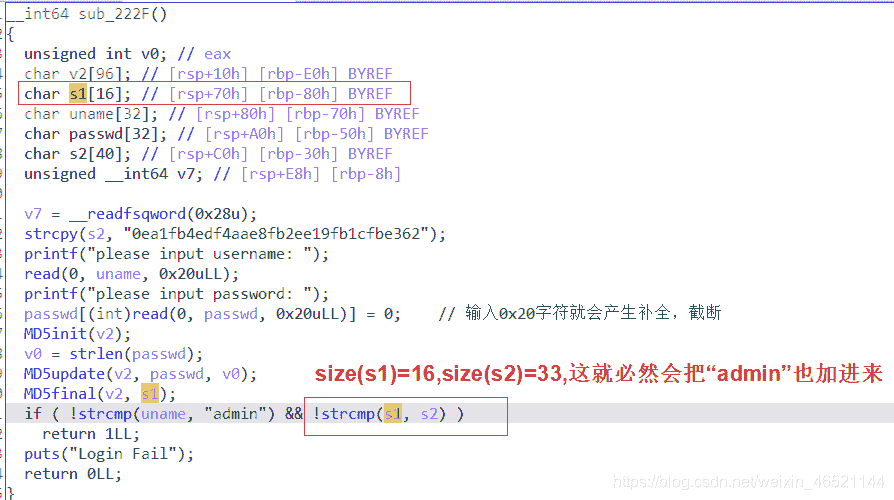 __int64 sub_222F()
{
unsigned int v0; // eax
char v2[96]; // [rsp+10h] [rbp-E0h] BYREF
char s1[16]; // [rsp+70h] [rbp-80h] BYREF
char uname[32]; // [rsp+80h] [rbp-70h] BYREF
char passwd[32]; // [rsp+A0h] [rbp-50h] BYREF
char s2[40]; // [rsp+C0h] [rbp-30h] BYREF
unsigned __int64 v7; // [rsp+E8h] [rbp-8h]
v7 = __readfsqword(0x28u);
strcpy(s2, "0ea1fb4edf4aae8fb2ee19fb1cfbe362");
printf("please input username: ");
read(0, uname, 0x20uLL);
printf("please input password: ");
passwd[(int)read(0, passwd, 0x20uLL)] = 0; // 输入0x20字符就会产生补全，截断
MD5init(v2);
v0 = strlen(passwd);
MD5update(v2, passwd, v0);
size(s1)=16,size(s2)=33,这就必然会把“admin”也加进来
MD5final(v2, s1);
if ( !strcmp(uname, "admin") && !strcmp(s1, s2) )
return 1LL;
puts("Login Fail");
return 0LL;
}
https://blog.csdn.net/weixin_46521144